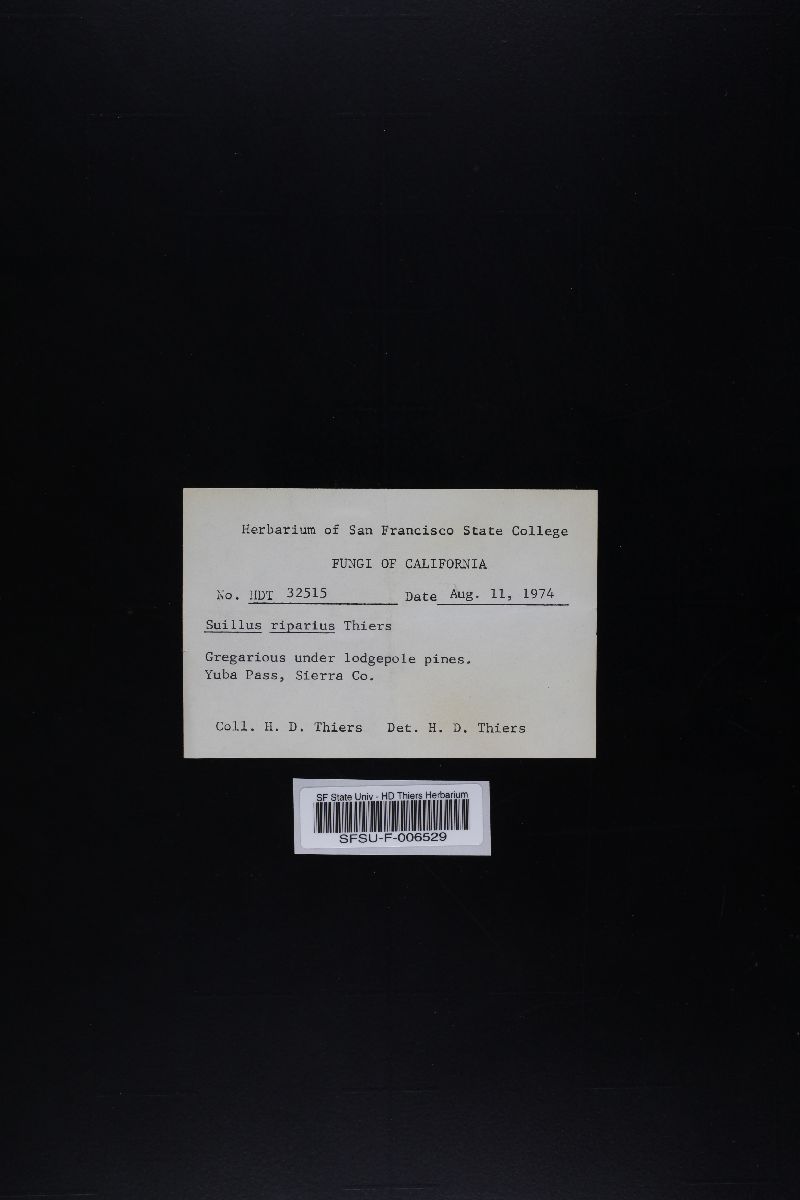 Herbarium of San Francisco State College
FUNGI OF CALIFORNIA
No. HDT 32515 Date Aug. 11, 1974
Suillus riparius Thiers
Gregarious under lodgepole pines.
Yuba Pass, Sierra Co.
Coll. H. D. Thiers Det. H. D. Thiers
SF State Univ - HD Thiers Herbarium
SFSU-F-006529